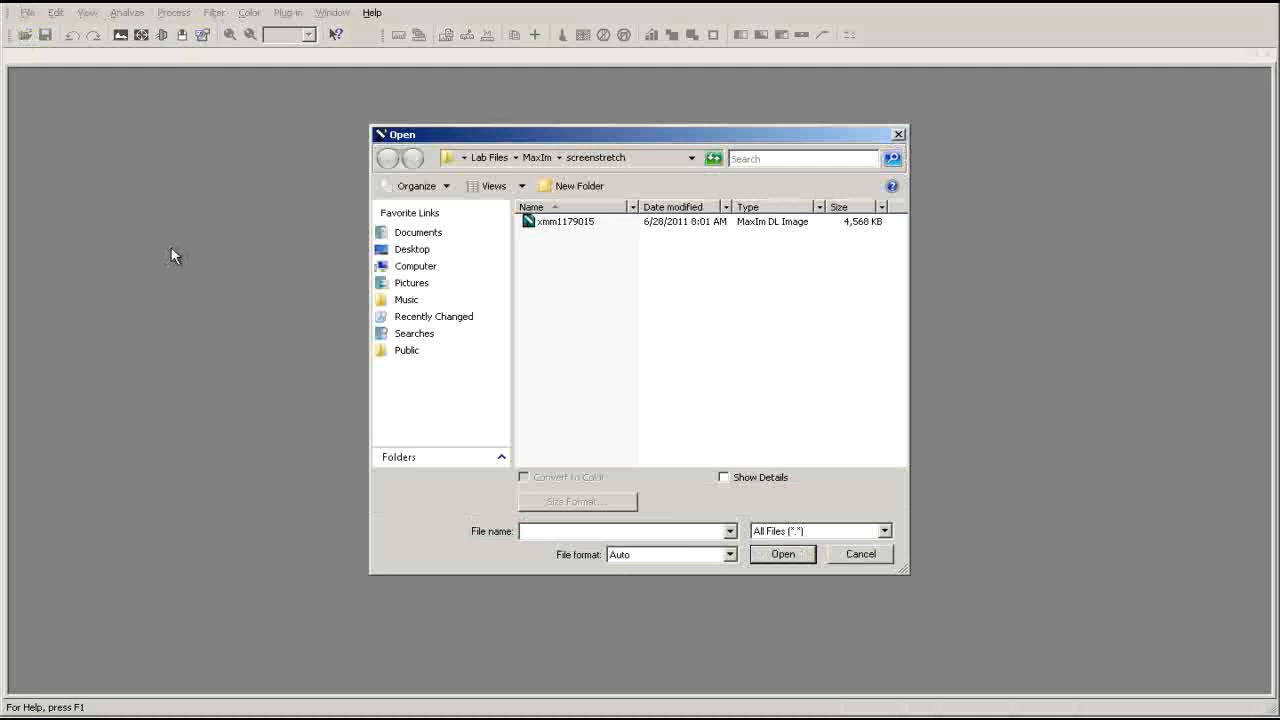 File Edit View Analyze Process Filter Color Plug-in Window Help
Open
Lab Files MaxIm screenstretch Search
Organize Views New Folder
Favorite Links
Documents
Desktop
Computer
Pictures
Music
Recently Changed
Searches
Public
Folders
Name Date modified Type Size
xmm1179015 6/28/2011 8:01 AM MaxIm DL Image 4,568 KB
Convert to Color Show Details
Size Format...
File name: All Files (*.*)
File format: Auto Open Cancel
For Help, press F1